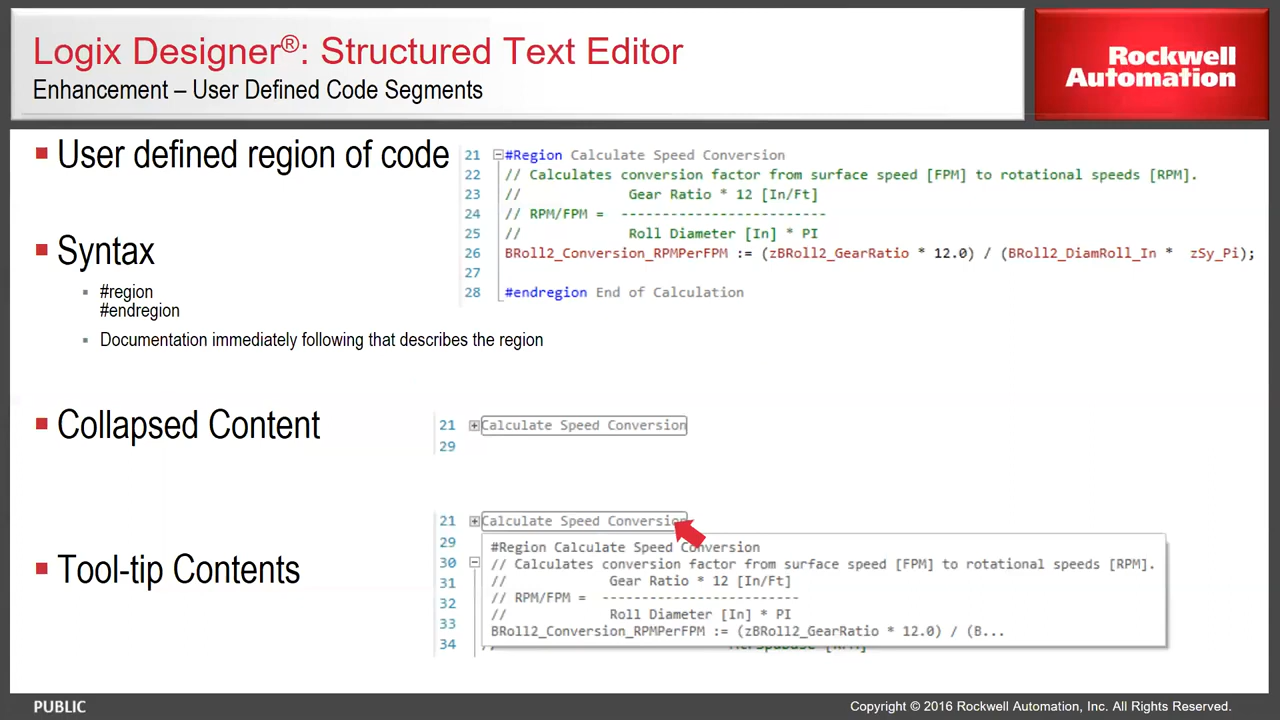 Logix Designer®: Structured Text Editor
Enhancement – User Defined Code Segments
Rockwell
Automation
User defined region of code
21 #Region Calculate Speed Conversion
22 // Calculates conversion factor from surface speed [FPM] to rotational speeds [RPM].
23 // Gear Ratio * 12 [In/Ft]
24 // RPM/FPM = -------------------------
25 // Roll Diameter [In] * PI
26 BRoll2_Conversion_RPMPerFPM := (zBRoll2_GearRatio * 12.0) / (BRoll2_DiamRoll_In * zSy_Pi);
27
28 #endregion End of Calculation
Syntax
#region
#endregion
Documentation immediately following that describes the region
Collapsed Content
21 Calculate Speed Conversion
29
Tool-tip Contents
21 Calculate Speed Conversion
29
30
31
32
33
34
#Region Calculate Speed Conversion
// Calculates conversion factor from surface speed [FPM] to rotational speeds [RPM].
// Gear Ratio * 12 [In/Ft]
// RPM/FPM = -------------------------
// Roll Diameter [In] * PI
BRoll2_Conversion_RPMPerFPM := (zBRoll2_GearRatio * 12.0) / (B...
PUBLIC
Copyright © 2016 Rockwell Automation, Inc. All Rights Reserved.